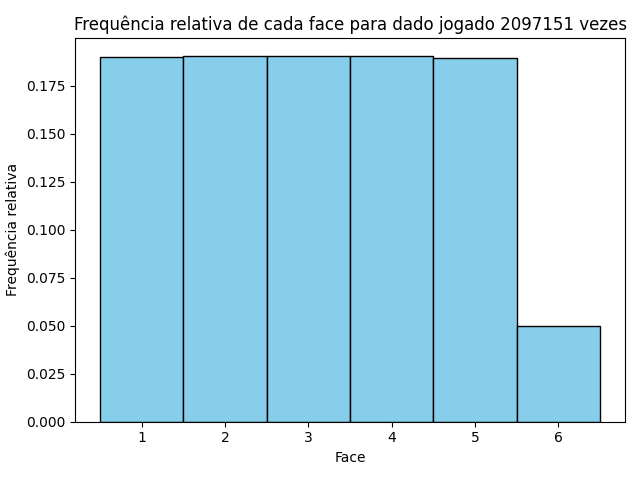 Frequência relativa de cada face para dado jogado 2097151 vezes
0.175
0.150
0.125
0.100
0.075
0.050
0.025
0.000
Frequência relativa
1 2 3 4 5 6
Face